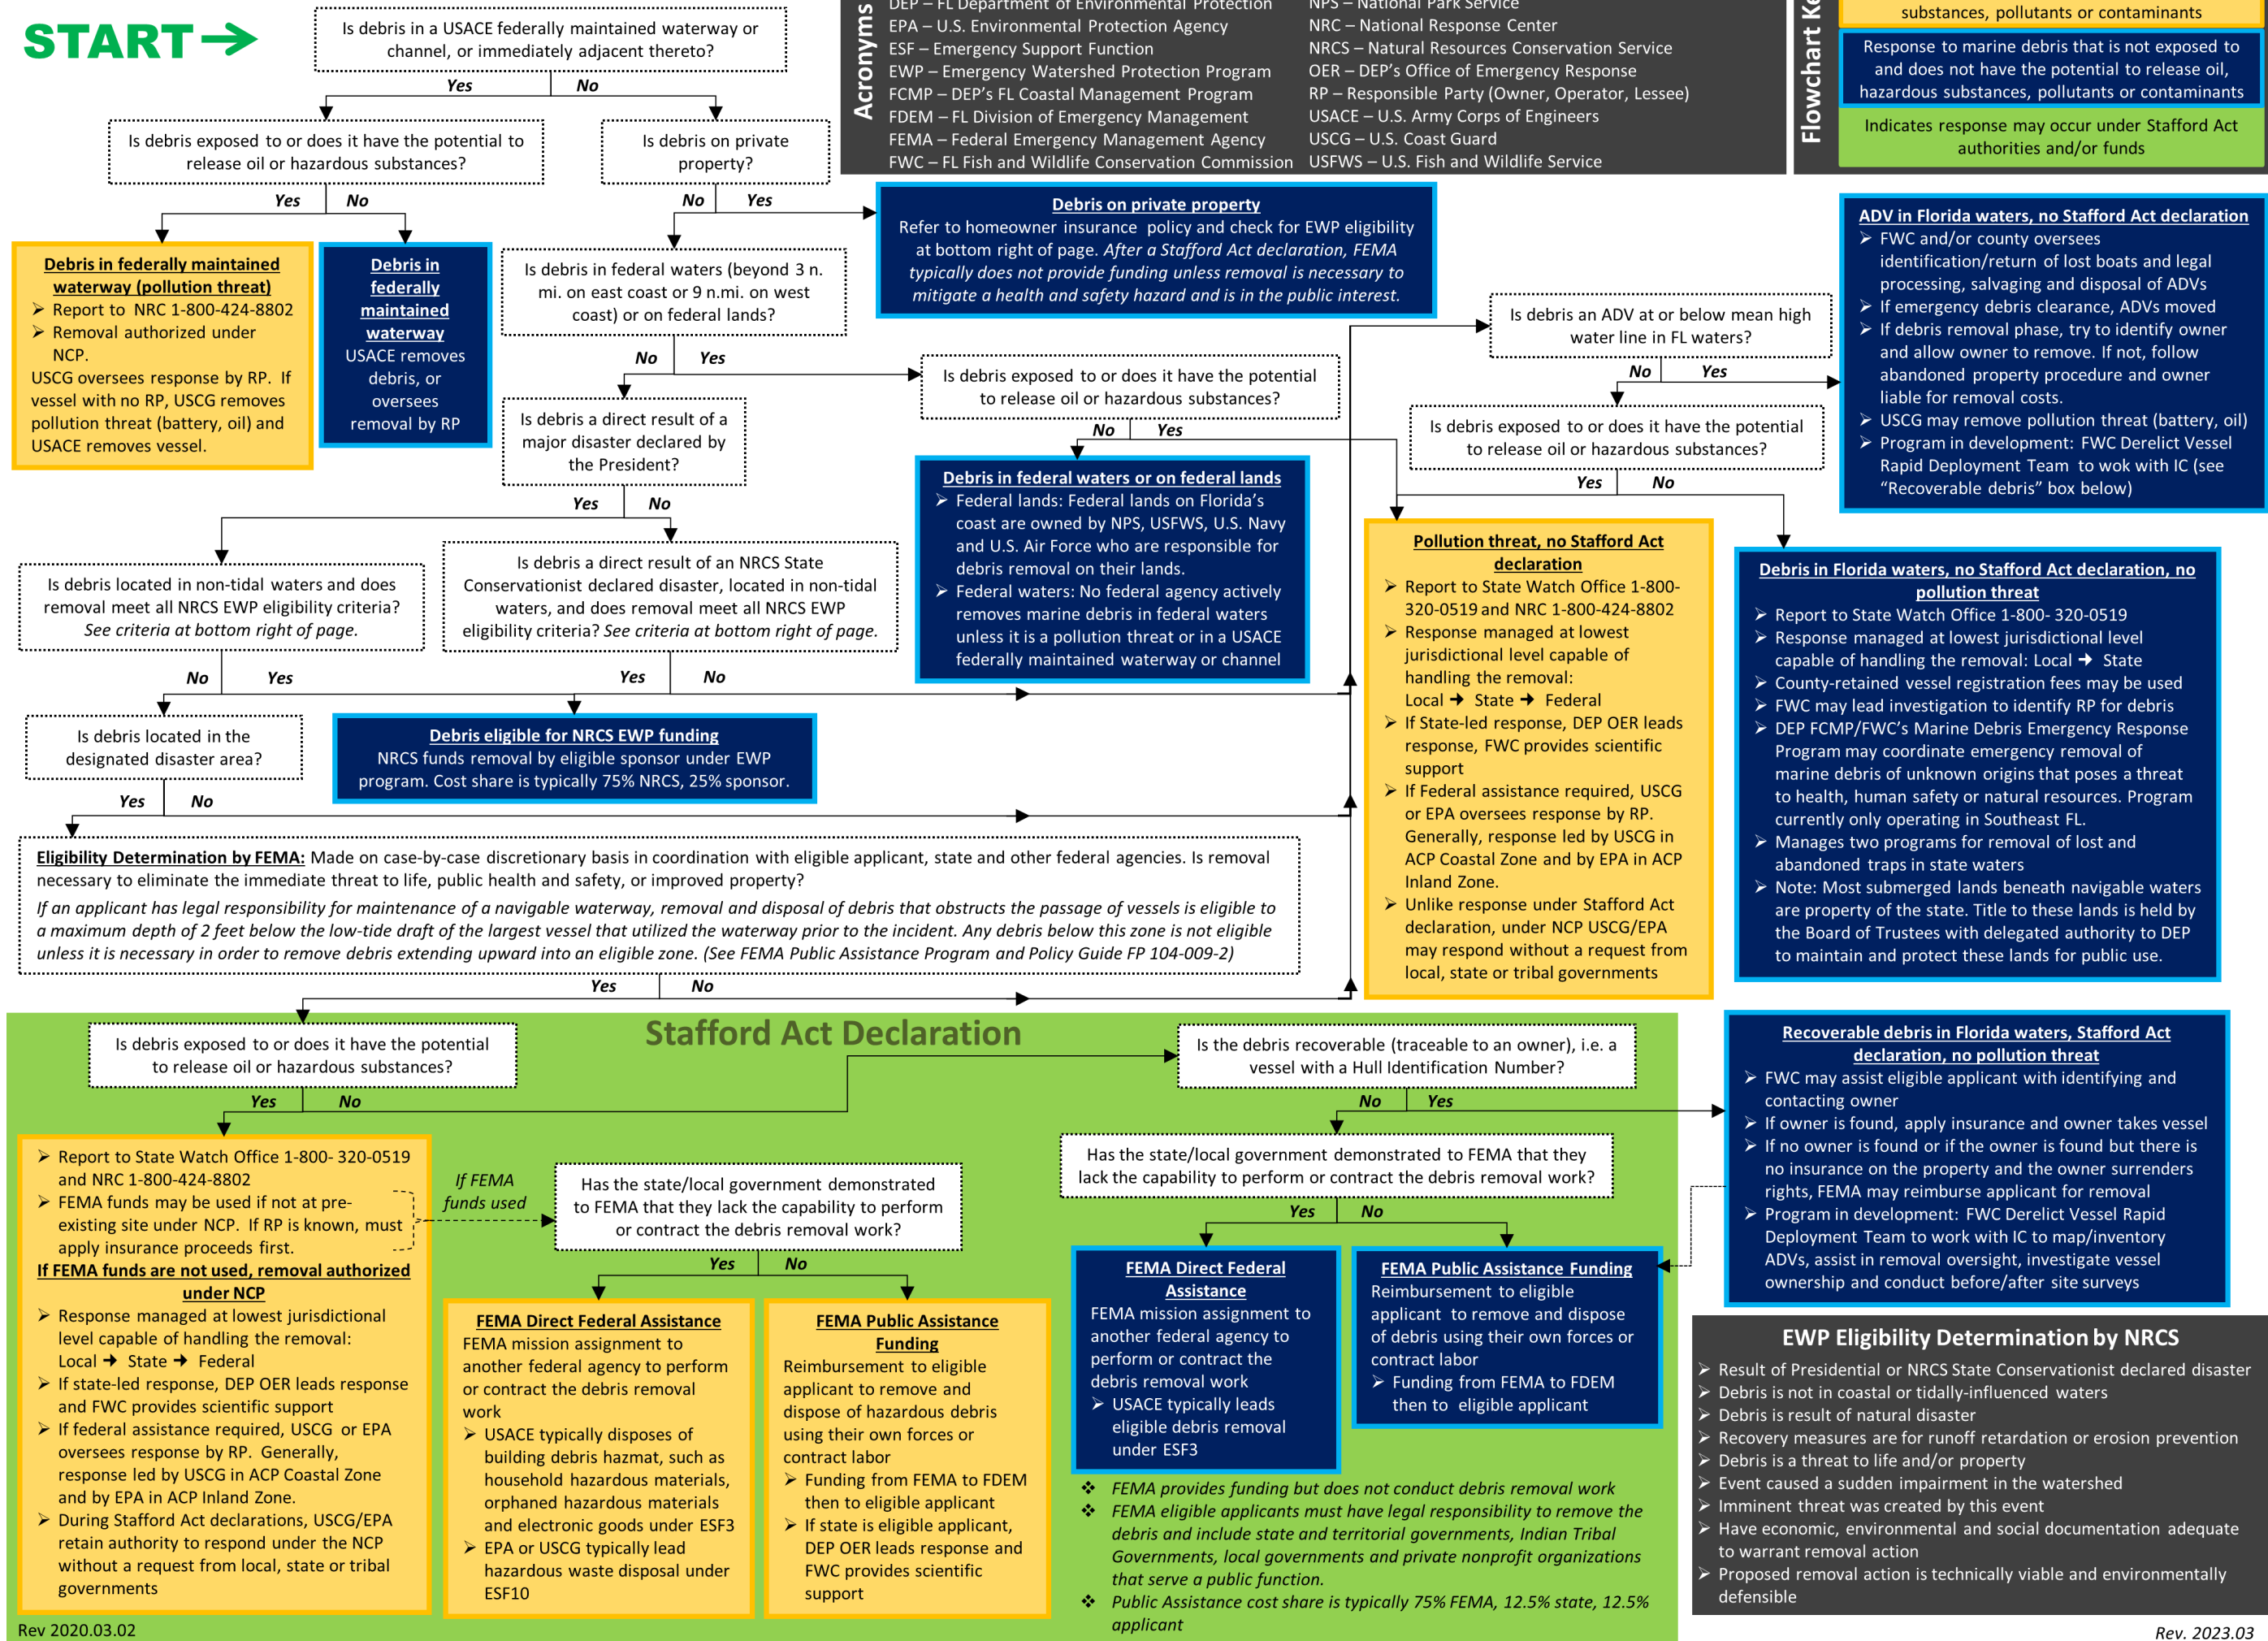 START
Is debris in a USACE federally maintained waterway or
channel, or immediately adjacent thereto?
Yes
No
Acronyms
DEP – FL Department of Environmental Protection
EPA – U.S. Environmental Protection Agency
ESF – Emergency Support Function
EWP – Emergency Watershed Protection Program
FCMP – DEP's FL Coastal Management Program
FDEM – FL Division of Emergency Management
FEMA – Federal Emergency Management Agency
FWC – FL Fish and Wildlife Conservation Commission
NPS – National Park Service
NRC – National Response Center
NRCS – Natural Resources Conservation Service
OER – DEP's Office of Emergency Response
RP – Responsible Party (Owner, Operator, Lessee)
USACE – U.S. Army Corps of Engineers
USCG – U.S. Coast Guard
USFWS – U.S. Fish and Wildlife Service
Flowchart Ke
substances, pollutants or contaminants
Response to marine debris that is not exposed to
and does not have the potential to release oil,
hazardous substances, pollutants or contaminants
Indicates response may occur under Stafford Act
authorities and/or funds
Is debris exposed to or does it have the potential to
release oil or hazardous substances?
Yes
No
Is debris on private
property?
No
Yes
Debris in federally maintained
waterway (pollution threat)
➢ Report to NRC 1-800-424-8802
➢ Removal authorized under
NCP.
USCG oversees response by RP. If
vessel with no RP, USCG removes
pollution threat (battery, oil) and
USACE removes vessel.
Debris in
federally
maintained
waterway
USACE removes
debris, or
oversees
removal by RP
Is debris in federal waters (beyond 3 n.
mi. on east coast or 9 n.mi. on west
coast) or on federal lands?
No
Yes
Debris on private property
Refer to homeowner insurance policy and check for EWP eligibility
at bottom right of page. After a Stafford Act declaration, FEMA
typically does not provide funding unless removal is necessary to
mitigate a health and safety hazard and is in the public interest.
Is debris exposed to or does it have the potential
to release oil or hazardous substances?
No
Yes
Is debris an ADV at or below mean high
water line in FL waters?
No
Yes
ADV in Florida waters, no Stafford Act declaration
➢ FWC and/or county oversees
identification/return of lost boats and legal
processing, salvaging and disposal of ADVs
➢ If emergency debris clearance, ADVs moved
➢ If debris removal phase, try to identify owner
and allow owner to remove. If not, follow
abandoned property procedure and owner
liable for removal costs.
➢ USCG may remove pollution threat (battery, oil)
➢ Program in development: FWC Derelict Vessel
Rapid Deployment Team to wok with IC (see
“Recoverable debris” box below)
Is debris a direct result of a
major disaster declared by
the President?
Yes
No
Is debris exposed to or does it have the potential
to release oil or hazardous substances?
Yes
No
Debris in federal waters or on federal lands
➢ Federal lands: Federal lands on Florida's
coast are owned by NPS, USFWS, U.S. Navy
and U.S. Air Force who are responsible for
debris removal on their lands.
➢ Federal waters: No federal agency actively
removes marine debris in federal waters
unless it is a pollution threat or in a USACE
federally maintained waterway or channel
Is debris located in non-tidal waters and does
removal meet all NRCS EWP eligibility criteria?
See criteria at bottom right of page.
No
Yes
Is debris a direct result of an NRCS State
Conservationist declared disaster, located in non-tidal
waters, and does removal meet all NRCS EWP
eligibility criteria? See criteria at bottom right of page.
Yes
No
Pollution threat, no Stafford Act
declaration
➢ Report to State Watch Office 1-800-
320-0519 and NRC 1-800-424-8802
➢ Response managed at lowest
jurisdictional level capable of
handling the removal:
Local → State → Federal
➢ If State-led response, DEP OER leads
response, FWC provides scientific
support
➢ If Federal assistance required, USCG
or EPA oversees response by RP.
Generally, response led by USCG in
ACP Coastal Zone and by EPA in ACP
Inland Zone.
➢ Unlike response under Stafford Act
declaration, under NCP USCG/EPA
may respond without a request from
local, state or tribal governments
Debris in Florida waters, no Stafford Act declaration, no
pollution threat
➢ Report to State Watch Office 1-800- 320-0519
➢ Response managed at lowest jurisdictional level
capable of handling the removal: Local → State
➢ County-retained vessel registration fees may be used
➢ FWC may lead investigation to identify RP for debris
➢ DEP FCMP/FWC's Marine Debris Emergency Response
Program may coordinate emergency removal of
marine debris of unknown origins that poses a threat
to health, human safety or natural resources. Program
currently only operating in Southeast FL.
➢ Manages two programs for removal of lost and
abandoned traps in state waters
➢ Note: Most submerged lands beneath navigable waters
are property of the state. Title to these lands is held by
the Board of Trustees with delegated authority to DEP
to maintain and protect these lands for public use.
Is debris located in the
designated disaster area?
Yes
No
Debris eligible for NRCS EWP funding
NRCS funds removal by eligible sponsor under EWP
program. Cost share is typically 75% NRCS, 25% sponsor.
Eligibility Determination by FEMA: Made on case-by-case discretionary basis in coordination with eligible applicant, state and other federal agencies. Is removal
necessary to eliminate the immediate threat to life, public health and safety, or improved property?
If an applicant has legal responsibility for maintenance of a navigable waterway, removal and disposal of debris that obstructs the passage of vessels is eligible to
a maximum depth of 2 feet below the low-tide draft of the largest vessel that utilized the waterway prior to the incident. Any debris below this zone is not eligible
unless it is necessary in order to remove debris extending upward into an eligible zone. (See FEMA Public Assistance Program and Policy Guide FP 104-009-2)
Yes
No
Stafford Act Declaration
Is debris exposed to or does it have the potential
to release oil or hazardous substances?
Yes
No
Is the debris recoverable (traceable to an owner), i.e. a
vessel with a Hull Identification Number?
No
Yes
Recoverable debris in Florida waters, Stafford Act
declaration, no pollution threat
➢ FWC may assist eligible applicant with identifying and
contacting owner
➢ If owner is found, apply insurance and owner takes vessel
➢ If no owner is found or if the owner is found but there is
no insurance on the property and the owner surrenders
rights, FEMA may reimburse applicant for removal
➢ Program in development: FWC Derelict Vessel Rapid
Deployment Team to work with IC to map/inventory
ADVs, assist in removal oversight, investigate vessel
ownership and conduct before/after site surveys
➢ Report to State Watch Office 1-800- 320-0519
and NRC 1-800-424-8802
➢ FEMA funds may be used if not at pre-
existing site under NCP. If RP is known, must
apply insurance proceeds first.
If FEMA funds are not used, removal authorized
under NCP
➢ Response managed at lowest jurisdictional
level capable of handling the removal:
Local → State → Federal
➢ If state-led response, DEP OER leads response
and FWC provides scientific support
➢ If federal assistance required, USCG or EPA
oversees response by RP. Generally,
response led by USCG in ACP Coastal Zone
and by EPA in ACP Inland Zone.
➢ During Stafford Act declarations, USCG/EPA
retain authority to respond under the NCP
without a request from local, state or tribal
governments
If FEMA
funds used
Has the state/local government demonstrated
to FEMA that they lack the capability to perform
or contract the debris removal work?
Yes
No
FEMA Direct Federal Assistance
FEMA mission assignment to
another federal agency to perform
or contract the debris removal
work
➢ USACE typically disposes of
building debris hazmat, such as
household hazardous materials,
orphaned hazardous materials
and electronic goods under ESF3
➢ EPA or USCG typically lead
hazardous waste disposal under
ESF10
FEMA Public Assistance
Funding
Reimbursement to eligible
applicant to remove and
dispose of hazardous debris
using their own forces or
contract labor
➢ Funding from FEMA to FDEM
then to eligible applicant
➢ If state is eligible applicant,
DEP OER leads response and
FWC provides scientific
support
Has the state/local government demonstrated to FEMA that they
lack the capability to perform or contract the debris removal work?
Yes
No
FEMA Direct Federal
Assistance
FEMA mission assignment to
another federal agency to
perform or contract the
debris removal work
➢ USACE typically leads
eligible debris removal
under ESF3
FEMA Public Assistance Funding
Reimbursement to eligible
applicant to remove and dispose
of debris using their own forces or
contract labor
➢ Funding from FEMA to FDEM
then to eligible applicant
❖ FEMA provides funding but does not conduct debris removal work
❖ FEMA eligible applicants must have legal responsibility to remove the
debris and include state and territorial governments, Indian Tribal
Governments, local governments and private nonprofit organizations
that serve a public function.
❖ Public Assistance cost share is typically 75% FEMA, 12.5% state, 12.5%
applicant
EWP Eligibility Determination by NRCS
➢ Result of Presidential or NRCS State Conservationist declared disaster
➢ Debris is not in coastal or tidally-influenced waters
➢ Debris is result of natural disaster
➢ Recovery measures are for runoff retardation or erosion prevention
➢ Debris is a threat to life and/or property
➢ Event caused a sudden impairment in the watershed
➢ Imminent threat was created by this event
➢ Have economic, environmental and social documentation adequate
to warrant removal action
➢ Proposed removal action is technically viable and environmentally
defensible
Rev 2020.03.02
Rev. 2023.03